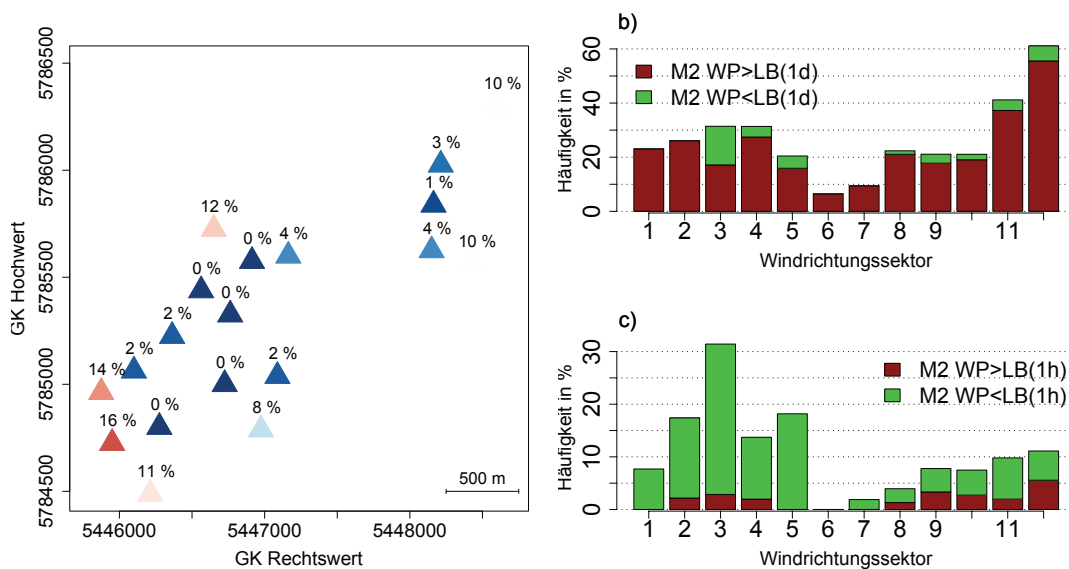 5786500
5786000
5785500
5785000
5784500
GK Hochwert
10 %
3 %
1 %
12 %
0 %
4 %
4 %
10 %
0 %
0 %
2 %
2 %
14 %
0 %
2 %
0 %
8 %
16 %
11 %
500 m
5446000 5447000 5448000
GK Rechtswert
b)
60
40
20
0
Häufigkeit in %
M2 WP>LB(1d)
M2 WP<LB(1d)
1 2 3 4 5 6 7 8 9 11
Windrichtungssektor
c)
30
20
10
0
Häufigkeit in %
M2 WP>LB(1h)
M2 WP<LB(1h)
1 2 3 4 5 6 7 8 9 11
Windrichtungssektor